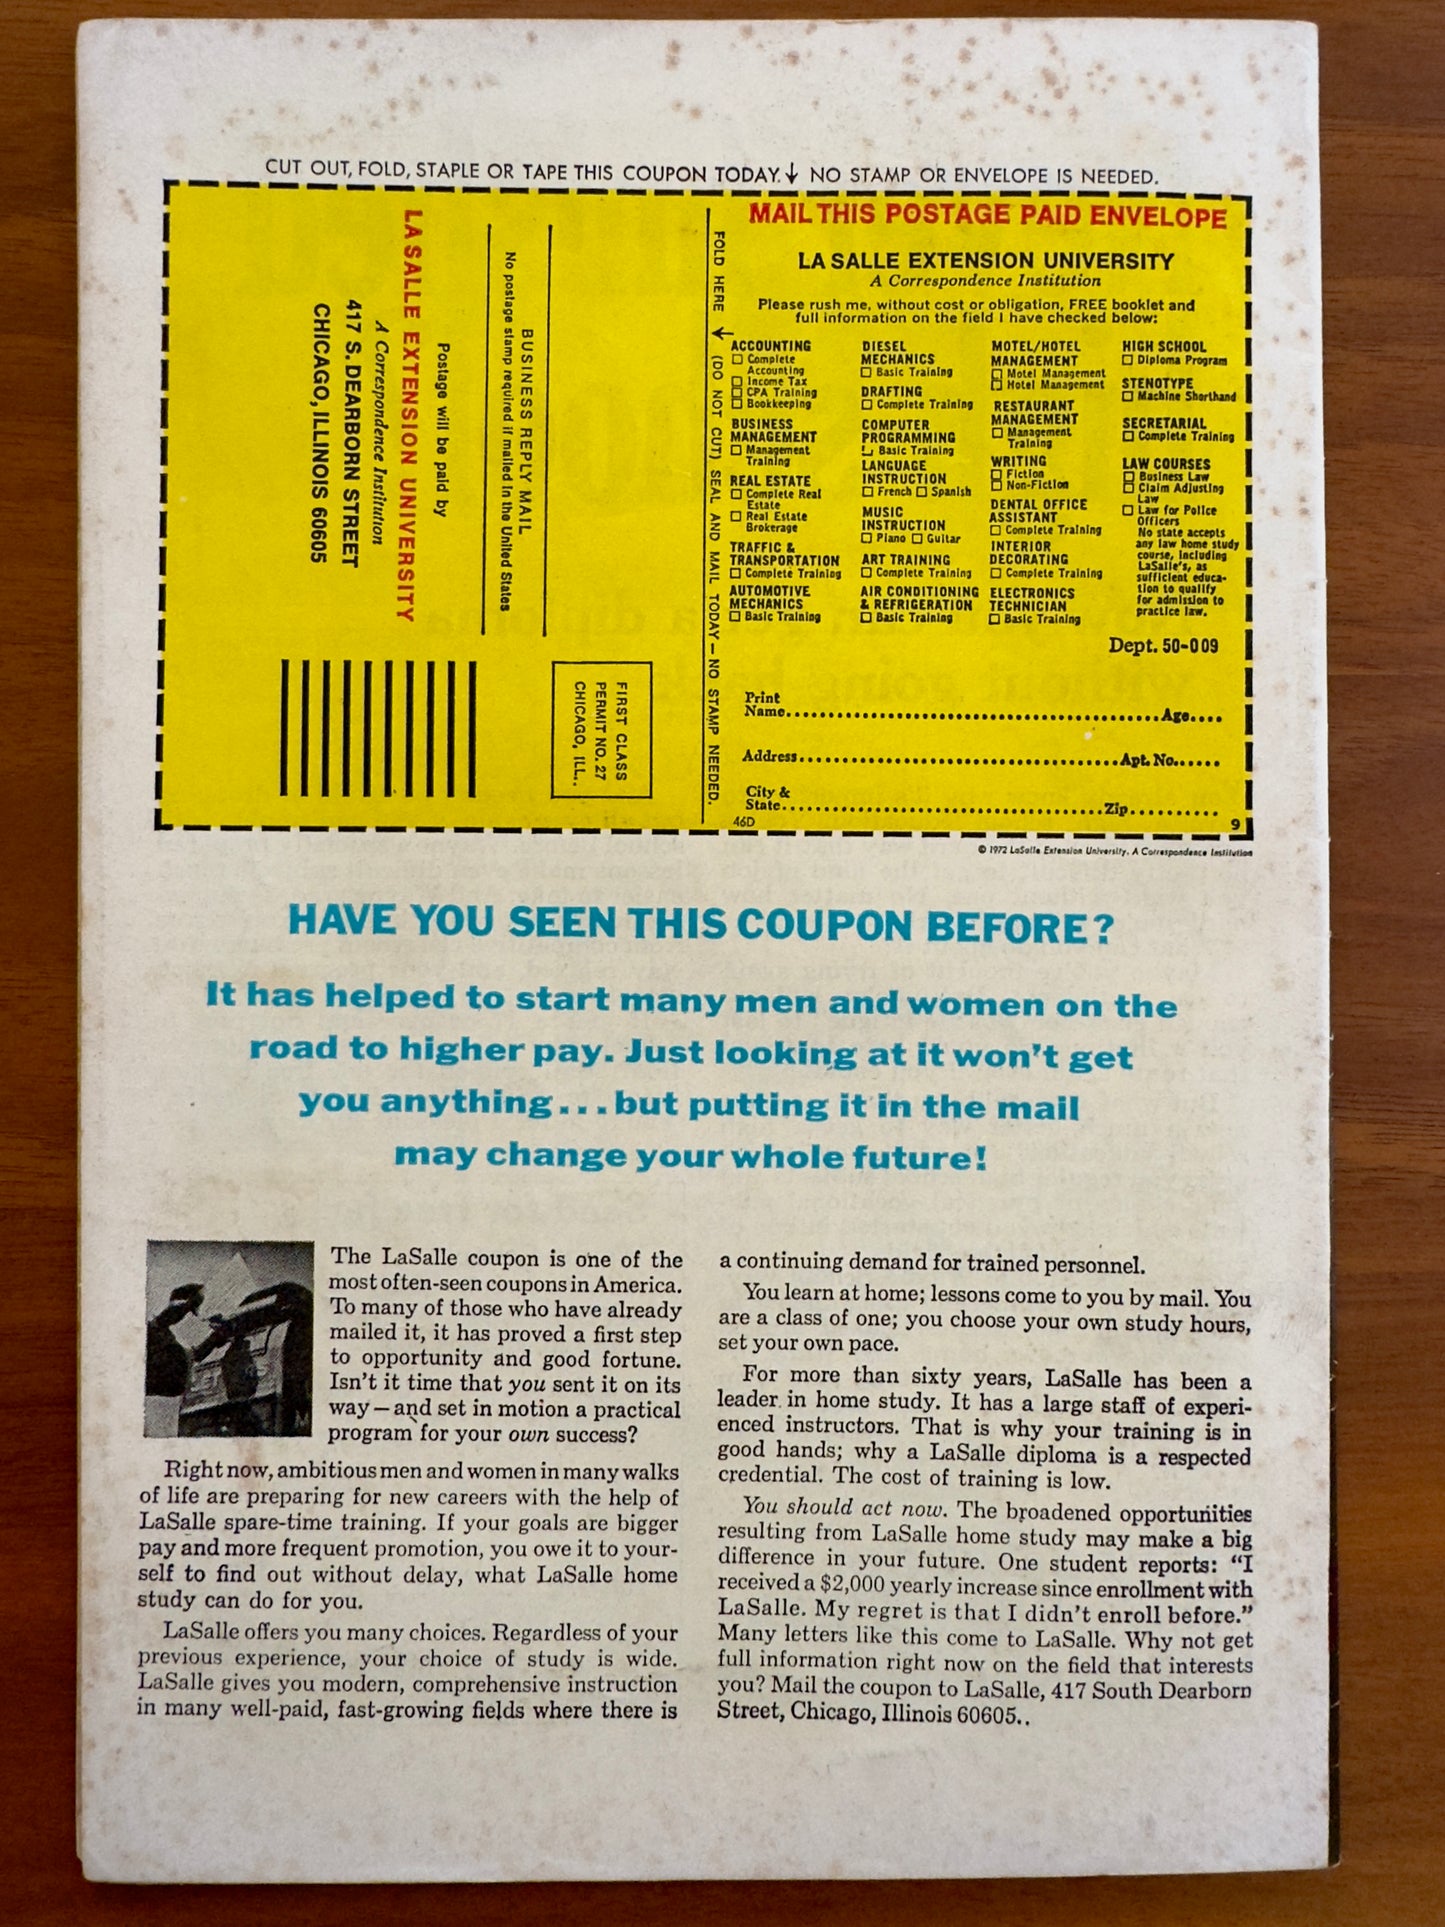 CUT OUT, FOLD, STAPLE OR TAPE THIS COUPON TODAY.↓ NO STAMP OR ENVELOPE IS NEEDED.
BUSINESS REPLY MAIL
No postage stamp required if mailed in the United States
Postage will be paid by
LA SALLE EXTENSION UNIVERSITY
A Correspondence Institution
417 S. DEARBORN STREET
CHICAGO, ILLINOIS 60605
FIRST CLASS
PERMIT NO. 27
CHICAGO, ILL..
FOLD HERE ↓ (DO NOT CUT) SEAL AND MAIL TODAY — NO STAMP NEEDED.
MAIL THIS POSTAGE PAID ENVELOPE
LA SALLE EXTENSION UNIVERSITY
A Correspondence Institution
Please rush me, without cost or obligation, FREE booklet and
full information on the field I have checked below:
ACCOUNTING
☐ Complete
Accounting
☐ Income Tax
☐ CPA Training
☐ Bookkeeping
BUSINESS
MANAGEMENT
☐ Management
Training
REAL ESTATE
☐ Complete Real
Estate
☐ Real Estate
Brokerage
TRAFFIC &
TRANSPORTATION
☐ Complete Training
AUTOMOTIVE
MECHANICS
☐ Basic Training
DIESEL
MECHANICS
☐ Basic Training
DRAFTING
☐ Complete Training
COMPUTER
PROGRAMMING
☐ Basic Training
LANGUAGE
INSTRUCTION
☐ French ☐ Spanish
MUSIC
INSTRUCTION
☐ Piano ☐ Guitar
ART TRAINING
☐ Complete Training
AIR CONDITIONING
& REFRIGERATION
☐ Basic Training
MOTEL/HOTEL
MANAGEMENT
☐ Motel Management
☐ Hotel Management
RESTAURANT
MANAGEMENT
☐ Management
Training
WRITING
☐ Fiction
☐ Non-Fiction
DENTAL OFFICE
ASSISTANT
☐ Complete Training
INTERIOR
DECORATING
☐ Complete Training
ELECTRONICS
TECHNICIAN
☐ Basic Training
HIGH SCHOOL
☐ Diploma Program
STENOTYPE
☐ Machine Shorthand
SECRETARIAL
☐ Complete Training
LAW COURSES
☐ Business Law
☐ Claim Adjusting
Law
☐ Law for Police
Officers
No state accepts
any law home study
course, including
LaSalle's, as
sufficient educa-
tion to qualify
for admission to
practice law.
Dept. 50-009
Print
Name..........Age....
Address..........Apt. No......
City &
State..........Zip..........
46D 9
© 1972 LaSalle Extension University. A Correspondence Institution
HAVE YOU SEEN THIS COUPON BEFORE?
It has helped to start many men and women on the
road to higher pay. Just looking at it won't get
you anything...but putting it in the mail
may change your whole future!
The LaSalle coupon is one of the
most often-seen coupons in America.
To many of those who have already
mailed it, it has proved a first step
to opportunity and good fortune.
Isn't it time that you sent it on its
way — and set in motion a practical
program for your own success?
Right now, ambitious men and women in many walks
of life are preparing for new careers with the help of
LaSalle spare-time training. If your goals are bigger
pay and more frequent promotion, you owe it to your-
self to find out without delay, what LaSalle home
study can do for you.
LaSalle offers you many choices. Regardless of your
previous experience, your choice of study is wide.
LaSalle gives you modern, comprehensive instruction
in many well-paid, fast-growing fields where there is
a continuing demand for trained personnel.
You learn at home; lessons come to you by mail. You
are a class of one; you choose your own study hours,
set your own pace.
For more than sixty years, LaSalle has been a
leader in home study. It has a large staff of experi-
enced instructors. That is why your training is in
good hands; why a LaSalle diploma is a respected
credential. The cost of training is low.
You should act now. The broadened opportunities
resulting from LaSalle home study may make a big
difference in your future. One student reports: "I
received a $2,000 yearly increase since enrollment with
LaSalle. My regret is that I didn't enroll before."
Many letters like this come to LaSalle. Why not get
full information right now on the field that interests
you? Mail the coupon to LaSalle, 417 South Dearborn
Street, Chicago, Illinois 60605..